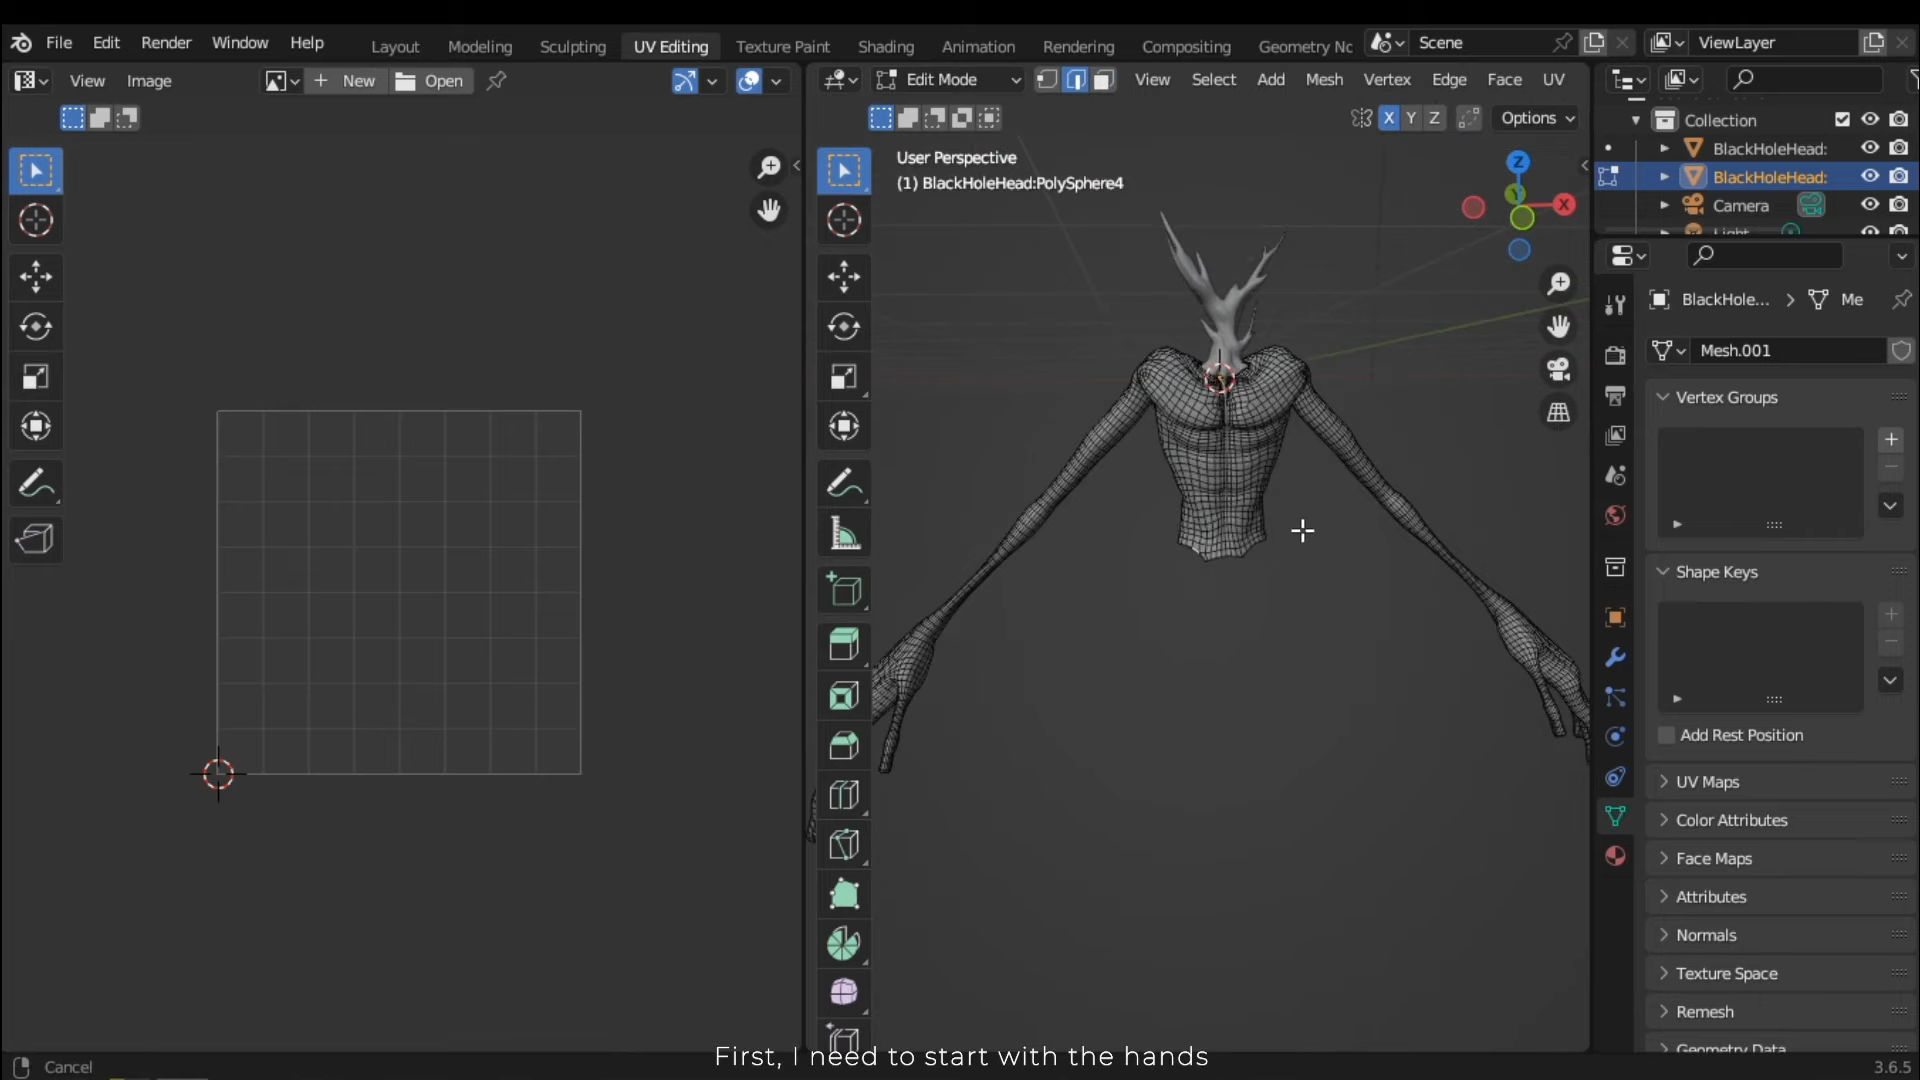 File Edit Render Window Help Layout Modeling Sculpting UV Editing Texture Paint Shading Animation Rendering Compositing Geometry Nc Scene ViewLayer
View Image New Open Edit Mode View Select Add Mesh Vertex Edge Face UV
X Y Z Options
User Perspective
(1) BlackHoleHead:PolySphere4
Z
Y
X
Collection
BlackHoleHead:
BlackHoleHead:
Camera
Light
BlackHole... Me
Mesh.001
Vertex Groups
Shape Keys
Add Rest Position
UV Maps
Color Attributes
Face Maps
Attributes
Normals
Texture Space
Remesh
Geometry Data
First, I need to start with the hands
Cancel
3.6.5